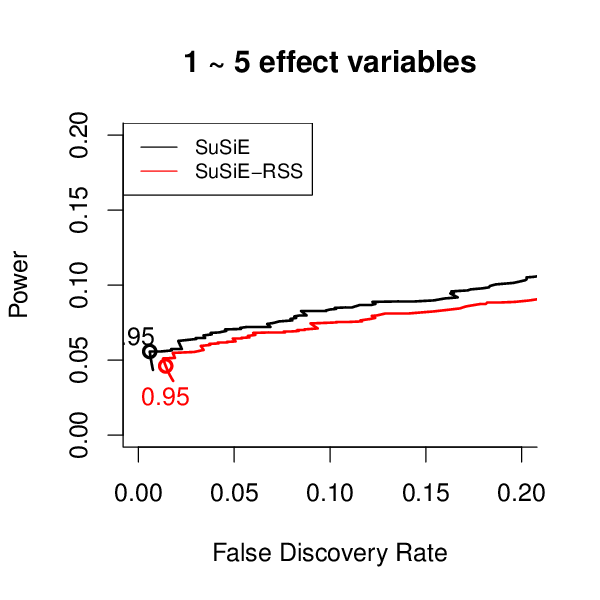 1 ~ 5 effect variables
SuSiE
SuSiE−RSS
Power
0.20
0.15
0.10
0.05
0.00
.95
0.95
0.00 0.05 0.10 0.15 0.20
False Discovery Rate